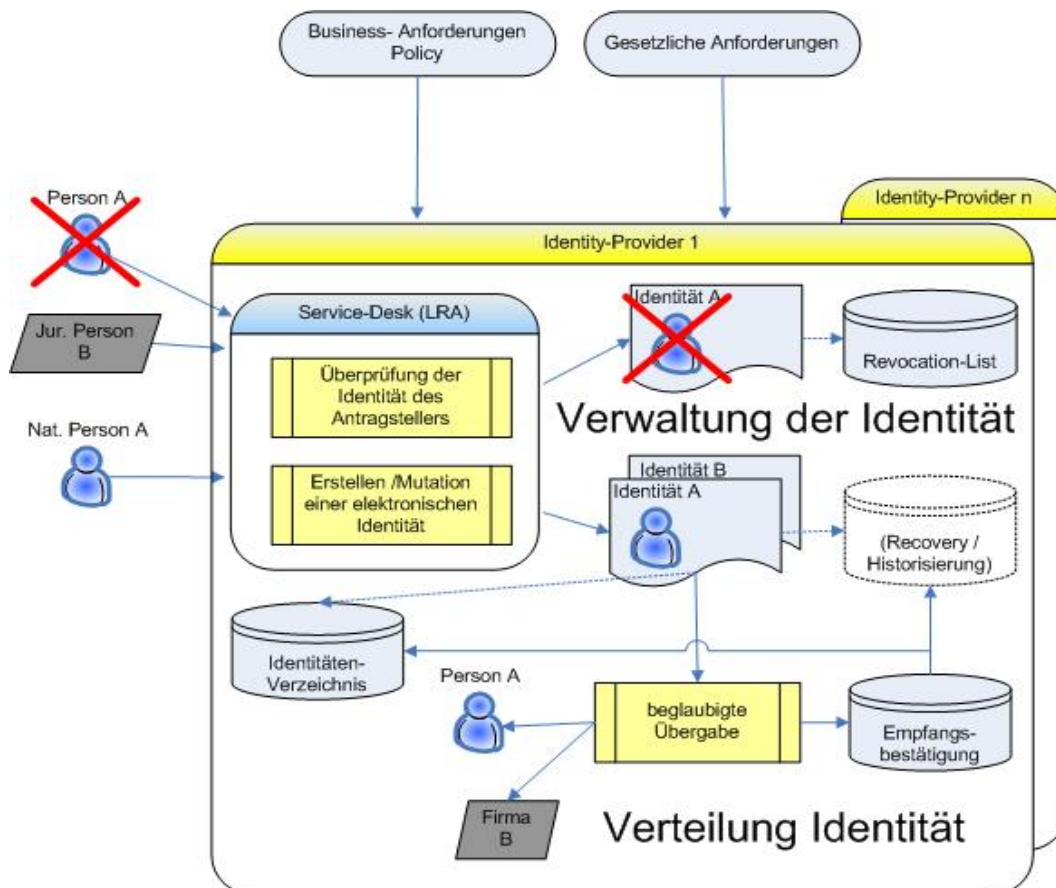 Business- Anforderungen
Policy
Gesetzliche Anforderungen
Person A
Identity-Provider n
Identity-Provider 1
Jur. Person
B
Service-Desk (LRA)
Identität A
Überprüfung der
Identität des
Antragstellers
Revocation-List
Verwaltung der Identität
Nat. Person A
Erstellen /Mutation
einer elektronischen
Identität
Identität B
Identität A
(Recovery /
Historisierung)
Identitäten-
Verzeichnis
Person A
beglaubigte
Übergabe
Empfangs-
bestätigung
Firma
B
Verteilung Identität